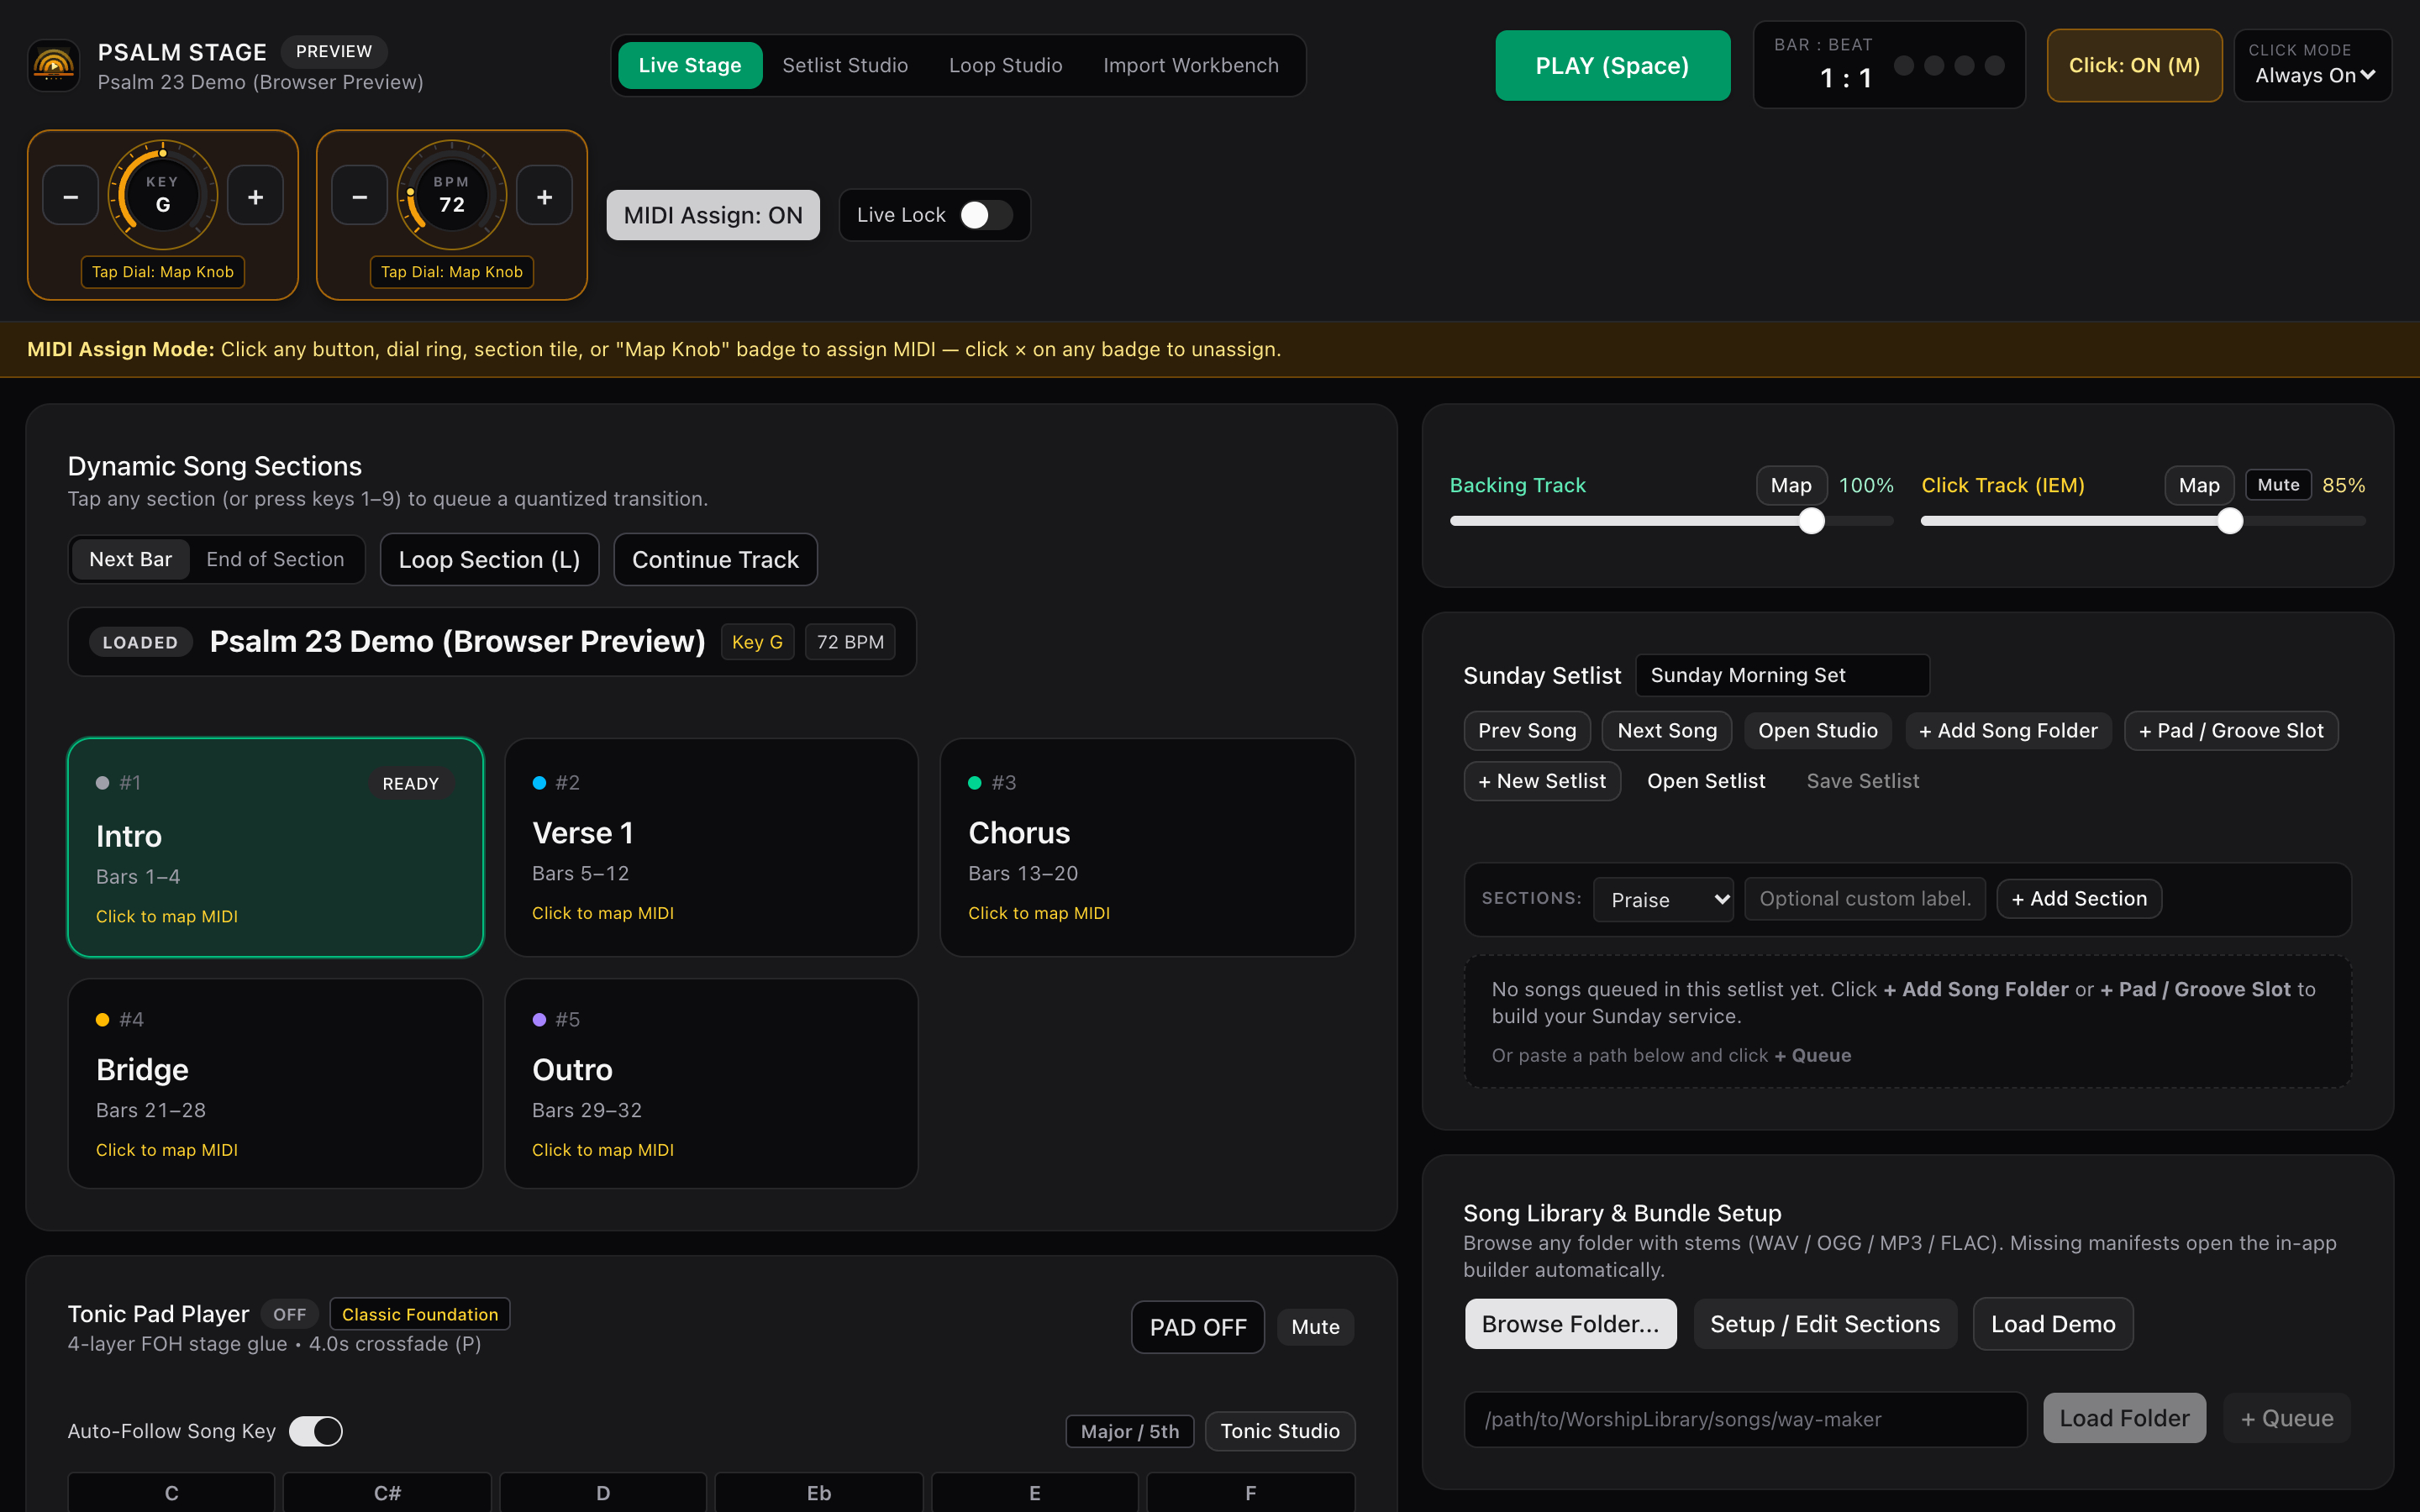 PSALM STAGE PREVIEW
Psalm 23 Demo (Browser Preview)
Live Stage Setlist Studio Loop Studio Import Workbench
PLAY (Space)
BAR : BEAT
1 : 1
Click: ON (M)
CLICK MODE
Always On
− KEY +
G
Tap Dial: Map Knob
− BPM +
72
Tap Dial: Map Knob
MIDI Assign: ON
Live Lock
MIDI Assign Mode: Click any button, dial ring, section tile, or "Map Knob" badge to assign MIDI — click × on any badge to unassign.
Dynamic Song Sections
Tap any section (or press keys 1–9) to queue a quantized transition.
Next Bar End of Section Loop Section (L) Continue Track
LOADED Psalm 23 Demo (Browser Preview) Key G 72 BPM
#1 READY
Intro
Bars 1–4
Click to map MIDI
#2
Verse 1
Bars 5–12
Click to map MIDI
#3
Chorus
Bars 13–20
Click to map MIDI
#4
Bridge
Bars 21–28
Click to map MIDI
#5
Outro
Bars 29–32
Click to map MIDI
Tonic Pad Player OFF Classic Foundation
4-layer FOH stage glue • 4.0s crossfade (P)
PAD OFF Mute
Auto-Follow Song Key
Major / 5th Tonic Studio
C C# D Eb E F
Backing Track Map 100%
Click Track (IEM) Map Mute 85%
Sunday Setlist Sunday Morning Set
Prev Song Next Song Open Studio + Add Song Folder + Pad / Groove Slot
+ New Setlist Open Setlist Save Setlist
SECTIONS: Praise Optional custom label. + Add Section
No songs queued in this setlist yet. Click + Add Song Folder or + Pad / Groove Slot to
build your Sunday service.
Or paste a path below and click + Queue
Song Library & Bundle Setup
Browse any folder with stems (WAV / OGG / MP3 / FLAC). Missing manifests open the in-app
builder automatically.
Browse Folder... Setup / Edit Sections Load Demo
/path/to/WorshipLibrary/songs/way-maker Load Folder + Queue